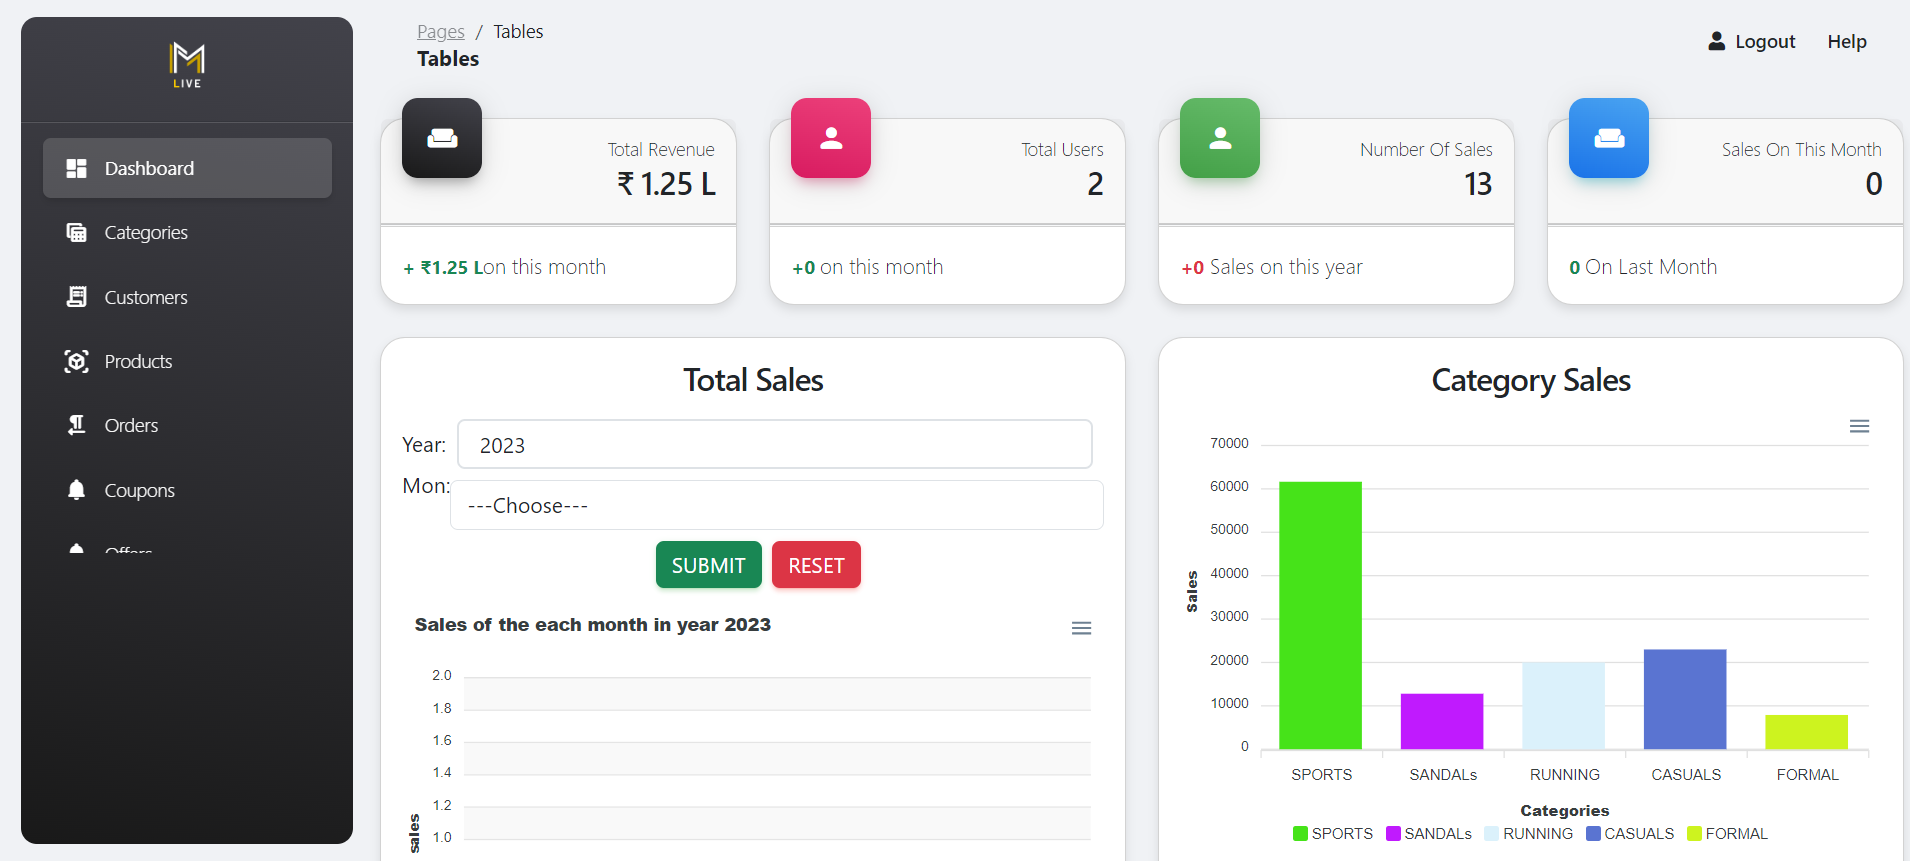 LIVE
Dashboard
Categories
Customers
Products
Orders
Coupons
Offers
Pages / Tables
Tables
Logout
Help
Total Revenue
₹ 1.25 L
+ ₹1.25 Lon this month
Total Users
2
+0 on this month
Number Of Sales
13
+0 Sales on this year
Sales On This Month
0
0 On Last Month
Total Sales
Year: 2023
Mon: ---Choose---
SUBMIT RESET
Sales of the each month in year 2023
2.0
1.8
1.6
1.4
1.2
1.0
sales
Category Sales
70000
60000
50000
40000
30000
20000
10000
0
Sales
SPORTS SANDALs RUNNING CASUALS FORMAL
Categories
SPORTS SANDALs RUNNING CASUALS FORMAL